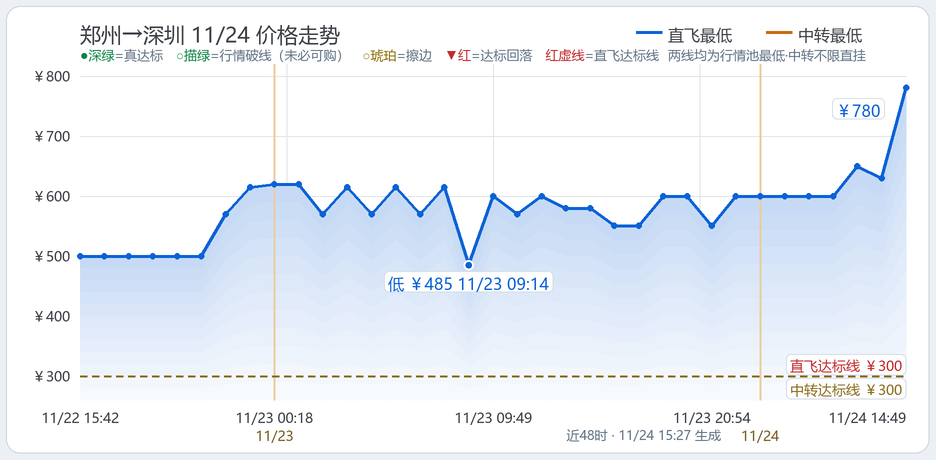 郑州→深圳 11/24 价格走势
直飞最低 中转最低
●深绿=真达标 ○描绿=行情破线（未必可购） ○琥珀=擦边 ▼红=达标回落 红虚线=直飞达标线 两线均为行情池最低·中转不限直挂
￥800
￥700
￥780
￥600
￥500
低 ￥485 11/23 09:14
￥400
直飞达标线 ￥300
￥300
中转达标线 ￥300
11/22 15:42 11/23 00:18 11/23 09:49 11/23 20:54 11/24 14:49
11/23 近48时 · 11/24 15:27 生成 11/24